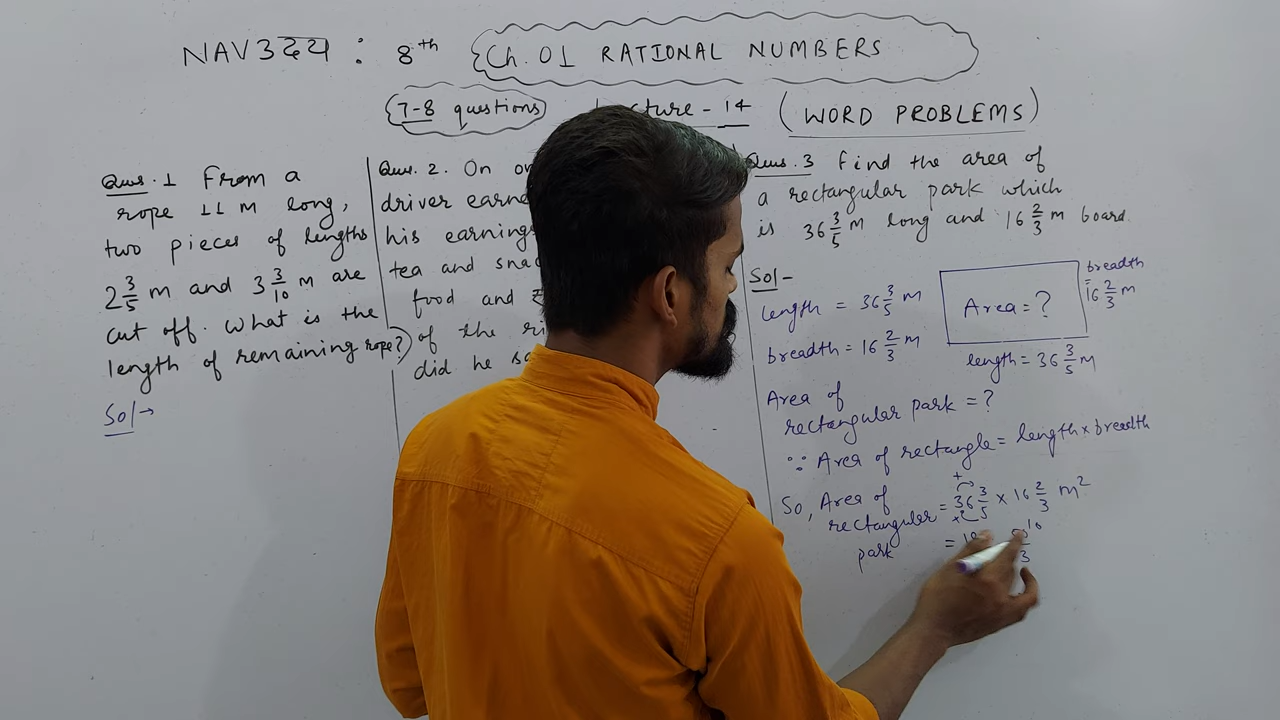 NAV3221 : 8th Ch. 01 RATIONAL NUMBERS
7-8 questions - 14 (WORD PROBLEMS)
Ques. 1 From a
rope 11 m long,
two pieces of lengths
2 3/5 m and 3 3/10 m are
cut off. What is the
length of remaining rope?
Sol→
Ques. 2. On
driver
his
tea and
food and
of the
did he
Ques. 3 Find the area of
a rectangular park which
is 36 3/5 m long and 16 2/3 m board.
Sol-
length = 36 3/5 m
breadth = 16 2/3 m
Area = ?
breadth
= 16 2/3 m
length = 36 3/5 m
Area of
rectangular park = ?
∵ Area of rectangle = length × breadth
So, Area of
rectangular
park
= 36 3/5 × 16 2/3 m²